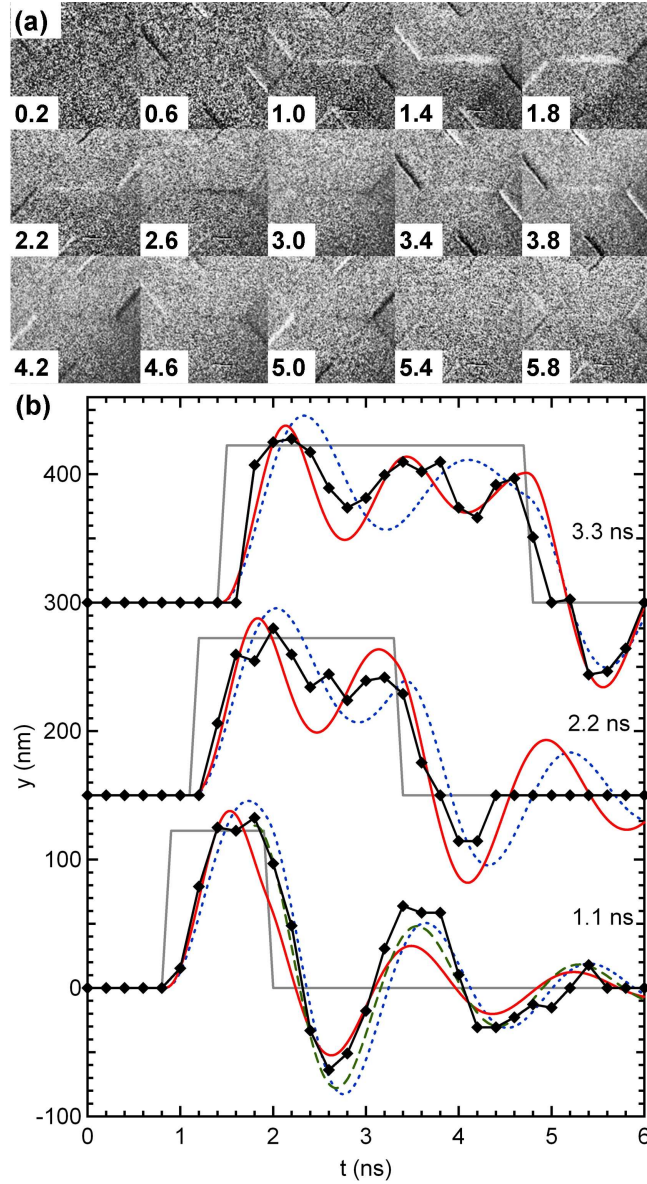 (a)
0.2 0.6 1.0 1.4 1.8
2.2 2.6 3.0 3.4 3.8
4.2 4.6 5.0 5.4 5.8
(b)
400
3.3 ns
300
2.2 ns
200
y (nm)
100
1.1 ns
0
-100
0 1 2 3 4 5 6
t (ns)